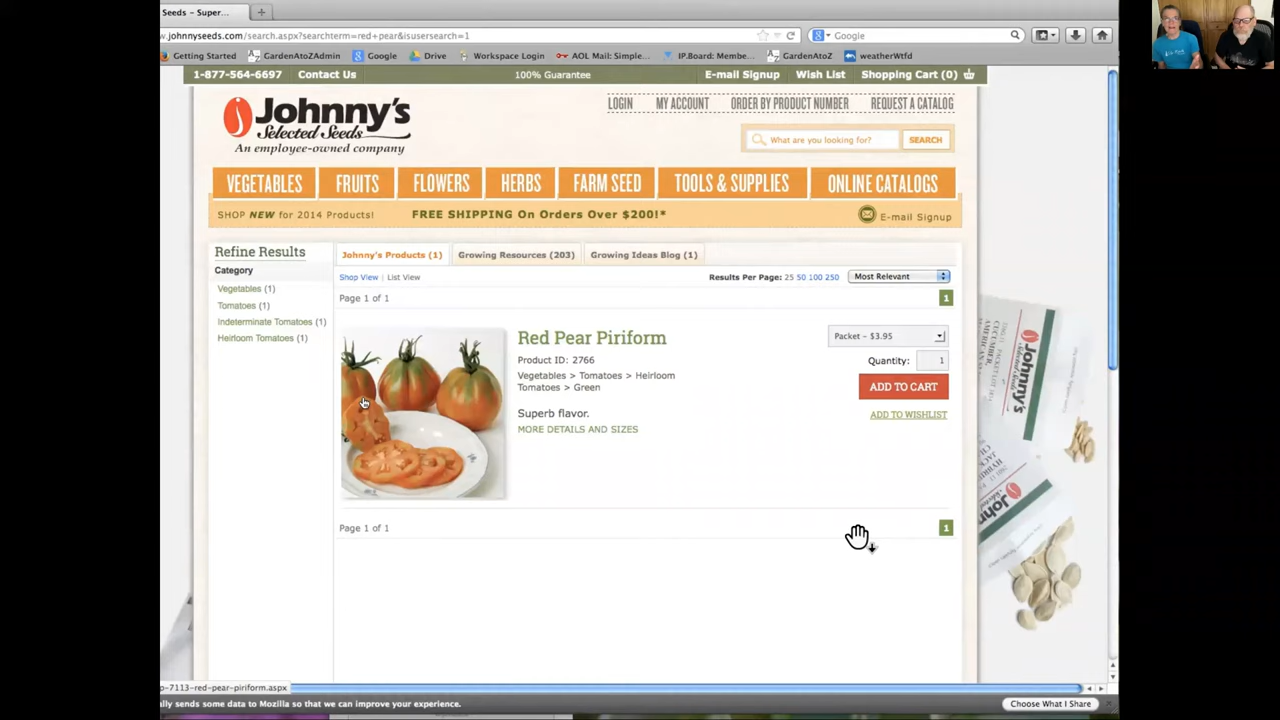 Seeds – Super...
w.johnnyseeds.com/search.aspx?searchterm=red+pear&isusersearch=1
Google
Getting Started
GardenAtoZAdmin
Google
Drive
Workspace Login
AOL Mail: Simple...
IP.Board: Membe...
GardenAtoZ
weatherWtfd
1-877-564-6697
Contact Us
100% Guarantee
E-mail Signup
Wish List
Shopping Cart (0)
LOGIN
MY ACCOUNT
ORDER BY PRODUCT NUMBER
REQUEST A CATALOG
Johnny's
Selected Seeds
An employee-owned company
What are you looking for?
SEARCH
VEGETABLES
FRUITS
FLOWERS
HERBS
FARM SEED
TOOLS & SUPPLIES
ONLINE CATALOGS
SHOP NEW for 2014 Products!
FREE SHIPPING On Orders Over $200!*
E-mail Signup
Refine Results
Category
Vegetables (1)
Tomatoes (1)
Indeterminate Tomatoes (1)
Heirloom Tomatoes (1)
Johnny's Products (1)
Growing Resources (203)
Growing Ideas Blog (1)
Shop View | List View
Results Per Page: 25 50 100 250
Most Relevant
Page 1 of 1
1
Red Pear Piriform
Product ID: 2766
Vegetables > Tomatoes > Heirloom
Tomatoes > Green
Superb flavor.
MORE DETAILS AND SIZES
Packet – $3.95
Quantity: 1
ADD TO CART
ADD TO WISHLIST
Page 1 of 1
1
Johnny's
p-7113-red-pear-piriform.aspx
ally sends some data to Mozilla so that we can improve your experience.
Choose What I Share